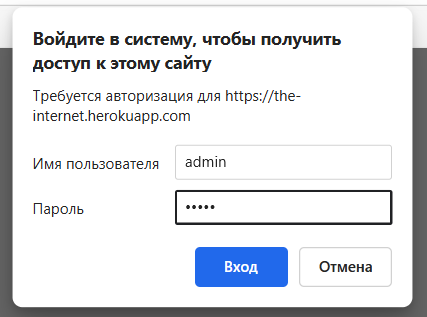 Войдите в систему, чтобы получить
доступ к этому сайту
Требуется авторизация для https://the-
internet.herokuapp.com
Имя пользователя admin
Пароль •••••
Вход Отмена